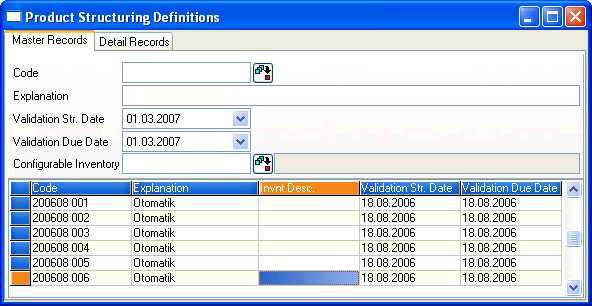 Product Structuring Definitions
Master Records Detail Records
Code
Explanation
Validation Str. Date 01.03.2007
Validation Due Date 01.03.2007
Configurable Inventory
Code Explanation Invnt.Desc. Validation Str. Date Validation Due Date
200608 001 Otomatik 18.08.2006 18.08.2006
200608 002 Otomatik 18.08.2006 18.08.2006
200608 003 Otomatik 18.08.2006 18.08.2006
200608 004 Otomatik 18.08.2006 18.08.2006
200608 005 Otomatik 18.08.2006 18.08.2006
200608 006 Otomatik 18.08.2006 18.08.2006